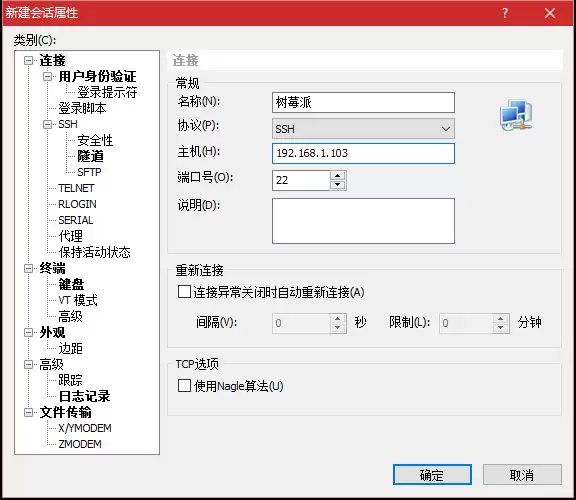 新建会话属性
?
类别(C):
连接
用户身份验证
登录提示符
登录脚本
SSH
安全性
隧道
SFTP
TELNET
RLOGIN
SERIAL
代理
保持活动状态
终端
键盘
VT 模式
高级
外观
边距
高级
跟踪
日志记录
文件传输
X/YMODEM
ZMODEM
连接
常规
名称(N): 树莓派
协议(P): SSH
主机(H): 192.168.1.103
端口号(O): 22
说明(D):
重新连接
连接异常关闭时自动重新连接(A)
间隔(V): 0 秒 限制(L): 0 分钟
TCP选项
使用Nagle算法(U)
确定 取消